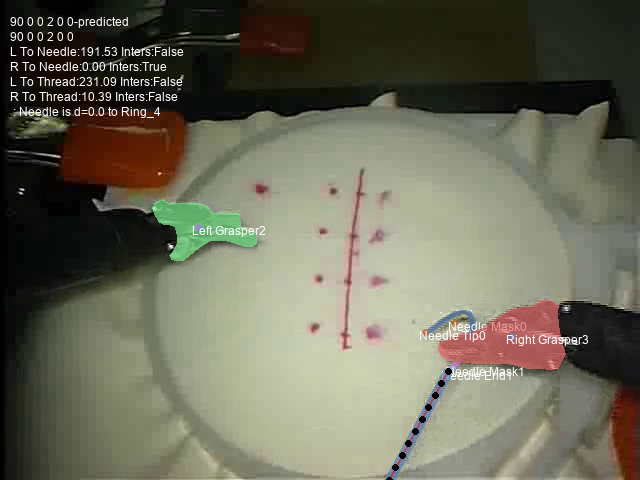 90 0 0 2 0 0-predicted
90 0 0 2 0 0
L To Needle:191.53 Inters:False
R To Needle:0.00 Inters:True
L To Thread:231.09 Inters:False
R To Thread:10.39 Inters:False
: Needle is d=0.0 to Ring_4
Left Grasper2
Needle Mask0
Needle Tip0
Right Grasper3
Needle Mask1
Needle End1